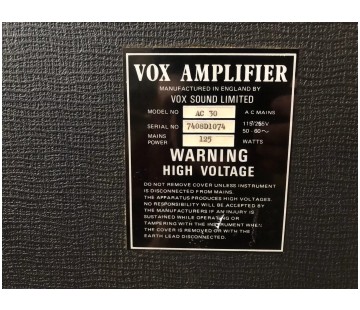 VOX AMPLIFIER
MANUFACTURED IN ENGLAND BY
VOX SOUND LIMITED
MODEL NO AC 30 A C MAINS
SERIAL NO 7408D1074 115/265V
50 - 60~
MAINS POWER 125 WATTS
WARNING
HIGH VOLTAGE
DO NOT REMOVE COVER UNLESS INSTRUMENT
IS DISCONNECTED FROM MAINS.
THE APPARATUS PRODUCES HIGH VOLTAGES.
NO RESPONSIBILITY WILL BE ACCEPTED BY
THE MANUFACTURERS IF AN INJURY IS
SUSTAINED WHILE OPERATING OR
TAMPERING WITH THE INSTRUMENT WHEN
THE COVER IS REMOVED OR WITH THE
EARTH LEAD DISCONNECTED.